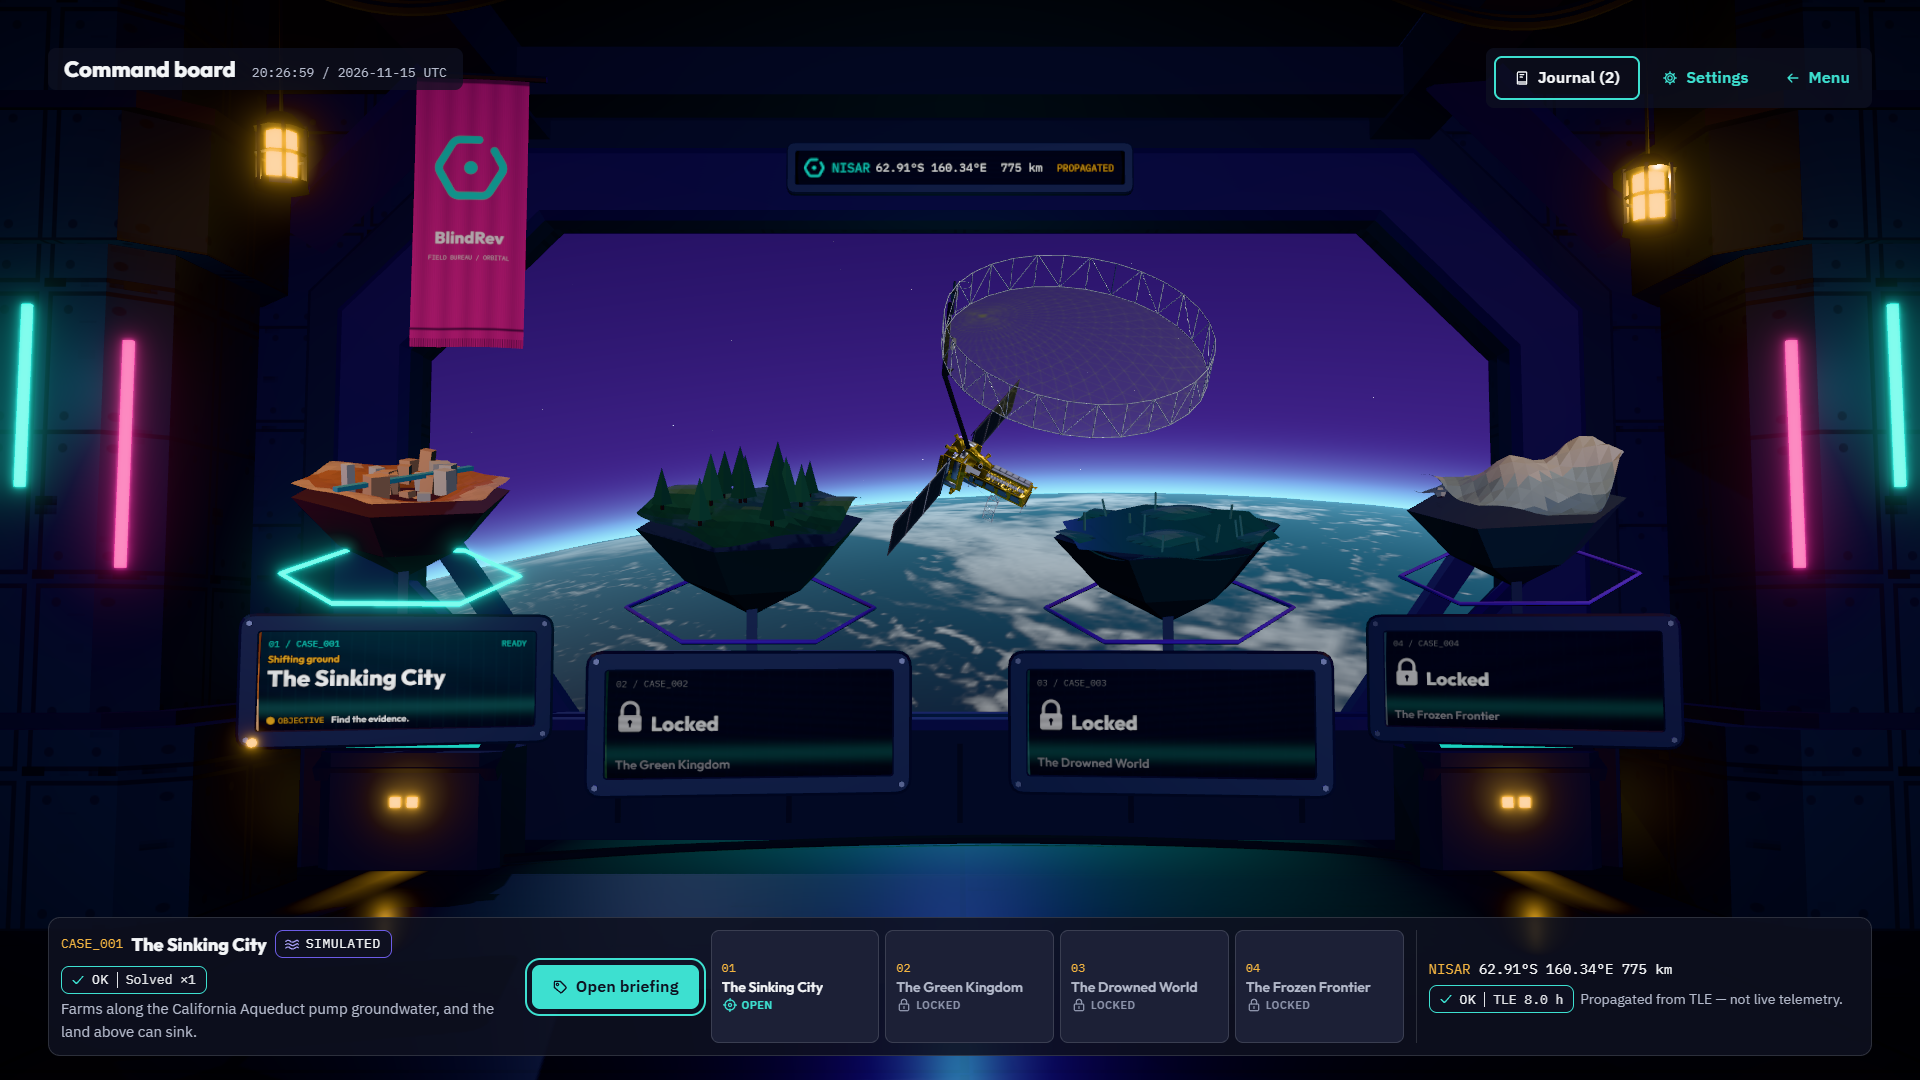 Command board 20:26:59 / 2026-11-15 UTC
Journal (2) Settings Menu
NISAR 62.91°S 160.34°E 775 km PROPAGATED
BlindRev
FIELD BUREAU / ORBITAL
01 / CASE_001 READY
Shifting ground
The Sinking City
OBJECTIVE Find the evidence.
02 / CASE_002
Locked
The Green Kingdom
03 / CASE_003
Locked
The Drowned World
04 / CASE_004
Locked
The Frozen Frontier
CASE_001 The Sinking City SIMULATED
OK | Solved ×1
Farms along the California Aqueduct pump groundwater, and the
land above can sink.
Open briefing
01
The Sinking City
OPEN
02
The Green Kingdom
LOCKED
03
The Drowned World
LOCKED
04
The Frozen Frontier
LOCKED
NISAR 62.91°S 160.34°E 775 km
OK | TLE 8.0 h Propagated from TLE — not live telemetry.